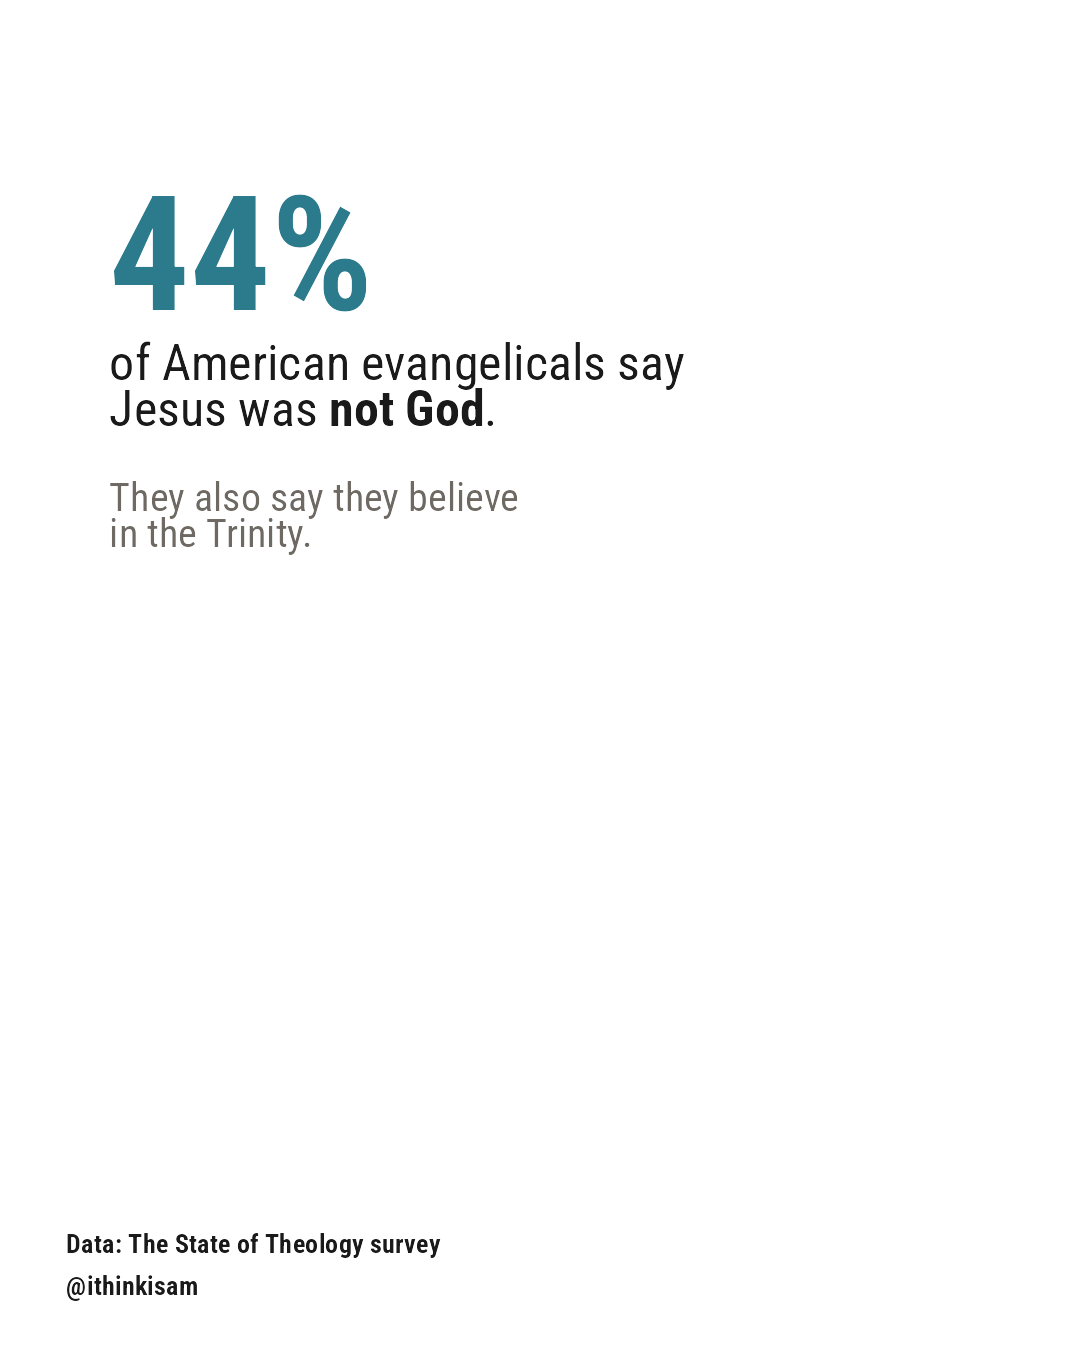 44%
of American evangelicals say
Jesus was not God.
They also say they believe
in the Trinity.
Data: The State of Theology survey
@ithinkisam